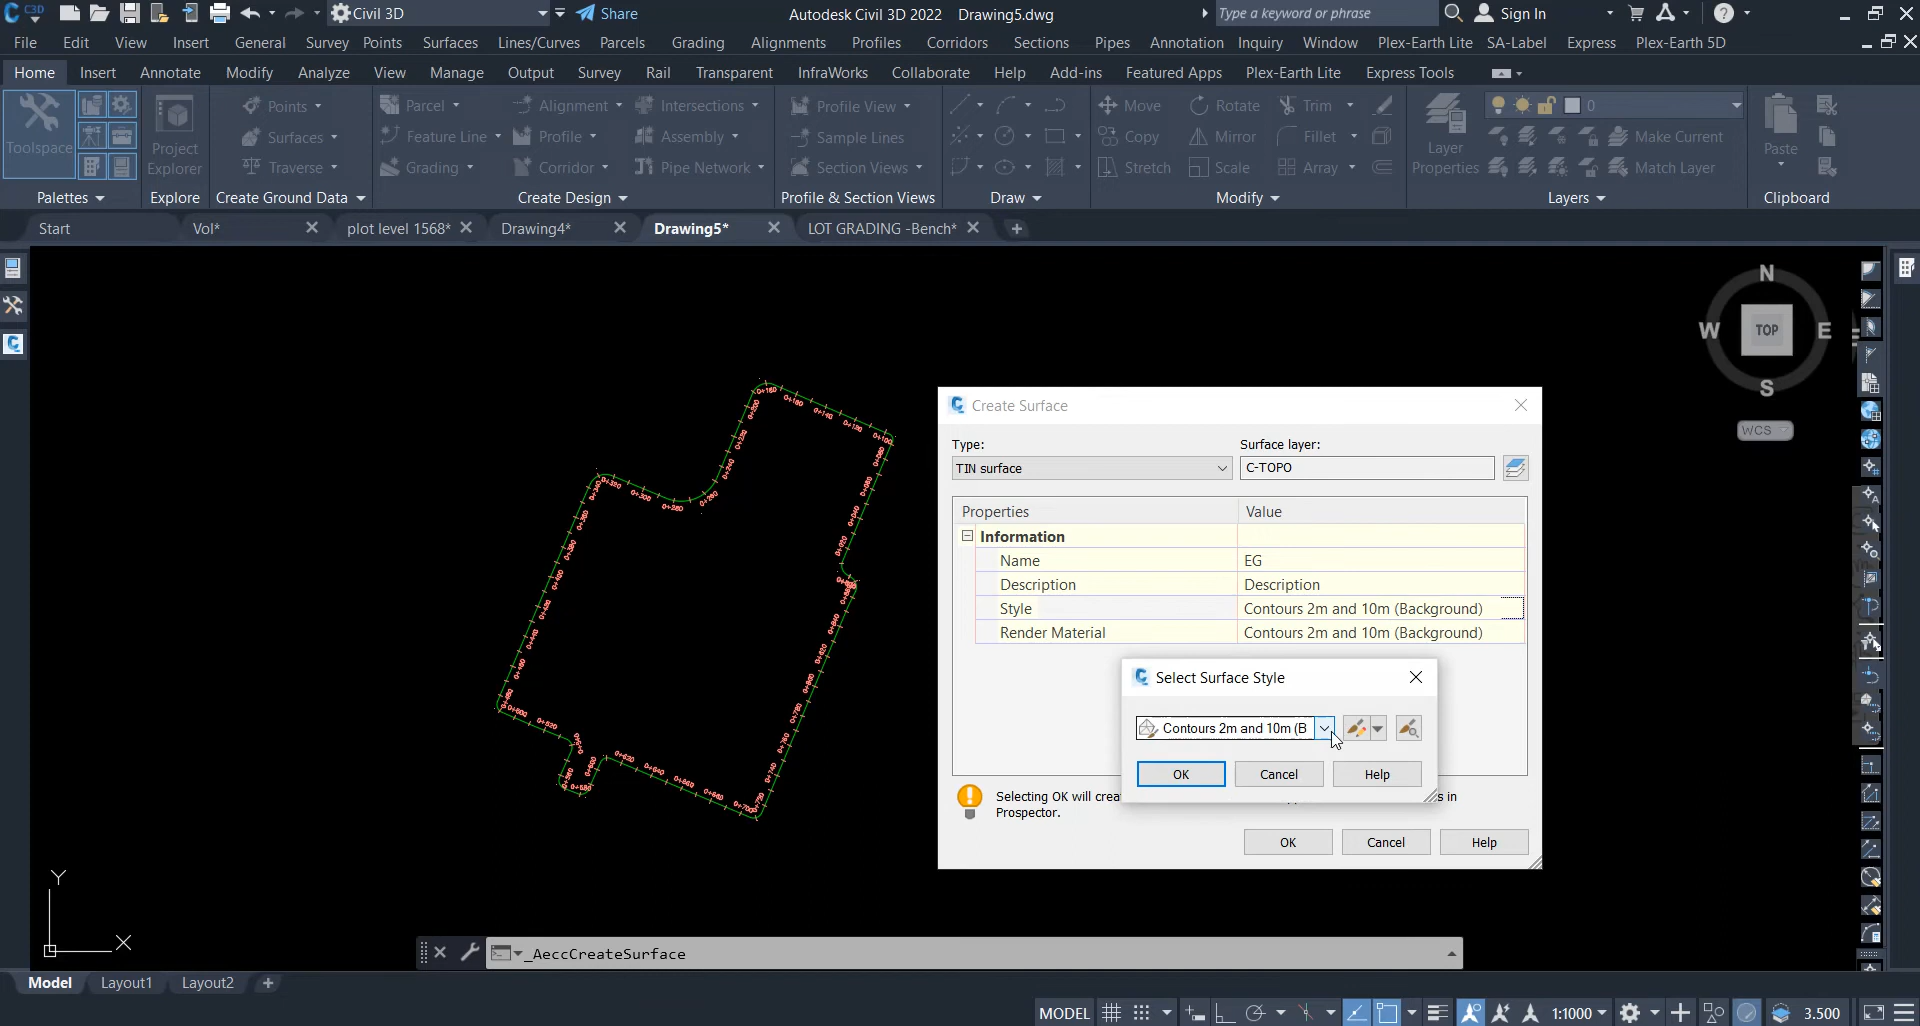 C3D
Civil 3D
Share
Autodesk Civil 3D 2022 Drawing5.dwg
Type a keyword or phrase
Sign In
File Edit View Insert General Survey Points Surfaces Lines/Curves Parcels Grading Alignments Profiles Corridors Sections Pipes Annotation Inquiry Window Plex-Earth Lite SA-Label Express Plex-Earth 5D
Home Insert Annotate Modify Analyze View Manage Output Survey Rail Transparent InfraWorks Collaborate Help Add-ins Featured Apps Plex-Earth Lite Express Tools
Points Parcel Alignment Intersections Profile View Move Rotate Trim 0
Toolspace Surfaces Feature Line Profile Assembly Sample Lines Copy Mirror Fillet Make Current
Project Explorer Traverse Grading Corridor Pipe Network Section Views Stretch Scale Array Layer Properties Match Layer Paste
Palettes Explore Create Ground Data Create Design Profile & Section Views Draw Modify Layers Clipboard
Start Vol* plot level 1568* Drawing4* Drawing5* LOT GRADING -Bench*
N
W TOP E
S
WCS
Create Surface
Type:
Surface layer:
TIN surface
C-TOPO
Properties Value
Information
Name EG
Description Description
Style Contours 2m and 10m (Background)
Render Material Contours 2m and 10m (Background)
Select Surface Style
Contours 2m and 10m (B
OK Cancel Help
Selecting OK will crea
s in
Prospector.
OK Cancel Help
Y
X
_AeccCreateSurface
Model Layout1 Layout2
MODEL 1:1000 3.500